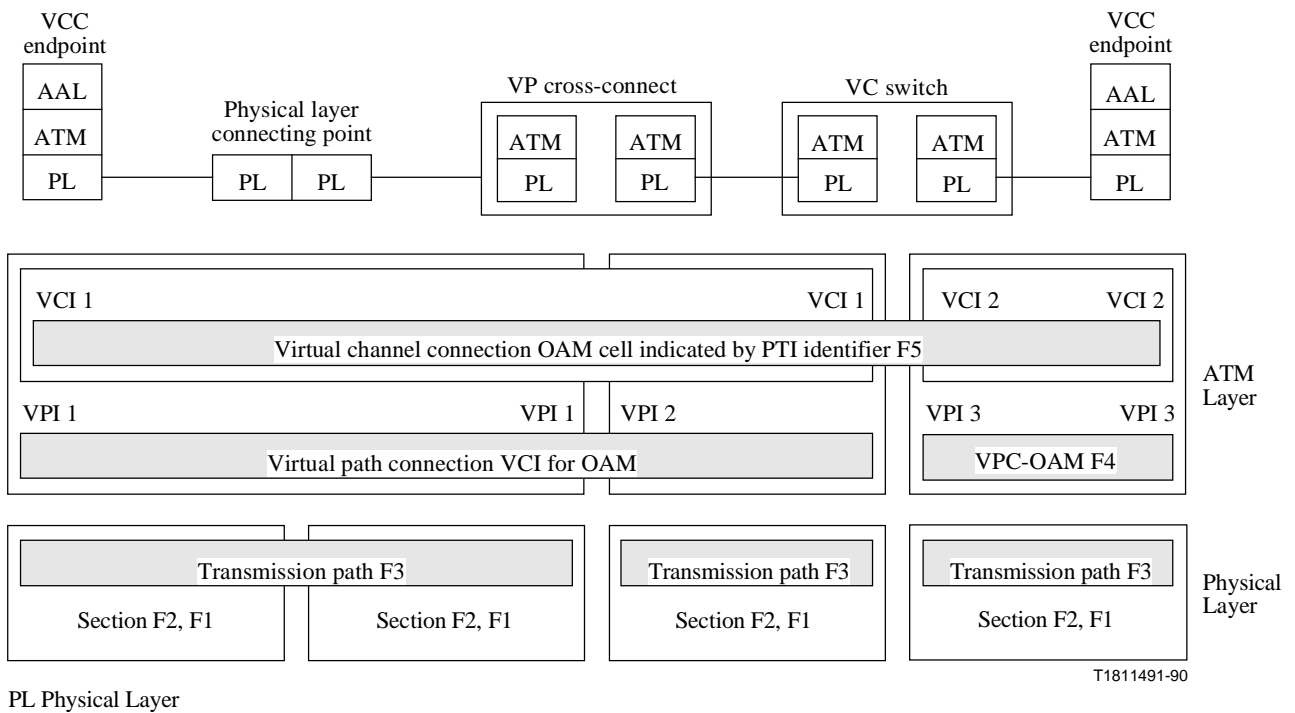 VCC
endpoint
AAL
ATM
PL
Physical layer
connecting point
PL PL
VP cross-connect
ATM ATM
PL PL
VC switch
ATM ATM
PL PL
VCC
endpoint
AAL
ATM
PL
VCI 1 VCI 1 VCI 2 VCI 2
Virtual channel connection OAM cell indicated by PTI identifier F5
VPI 1 VPI 1 VPI 2 VPI 3 VPI 3
Virtual path connection VCI for OAM VPC-OAM F4
ATM
Layer
Transmission path F3 Transmission path F3 Transmission path F3
Section F2, F1 Section F2, F1 Section F2, F1 Section F2, F1
Physical
Layer
T1811491-90
PL Physical Layer